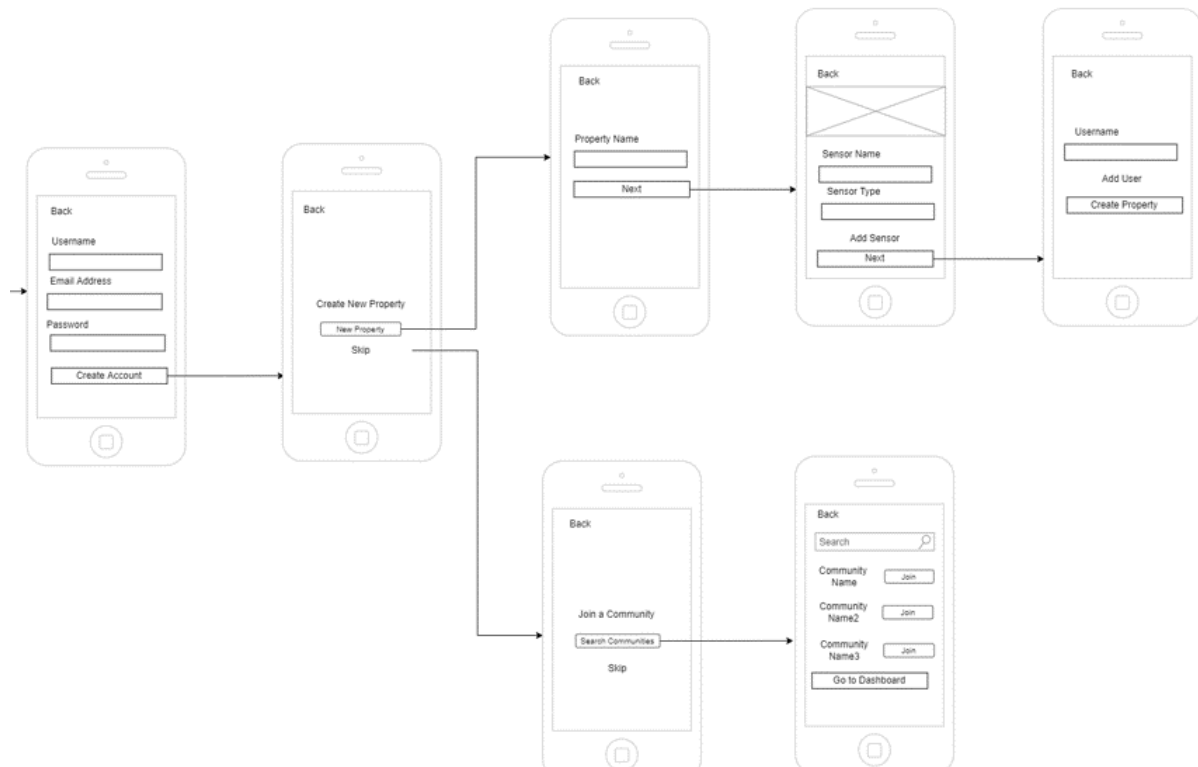 Back
Username
Email Address
Password
Create Account
Back
Create New Property
New Property
Skip
Back
Property Name
Next
Back
Sensor Name
Sensor Type
Add Sensor
Next
Back
Username
Add User
Create Property
Back
Join a Community
Search Communities
Skip
Back
Search
Community
Name
Join
Community
Name2
Join
Community
Name3
Join
Go to Dashboard